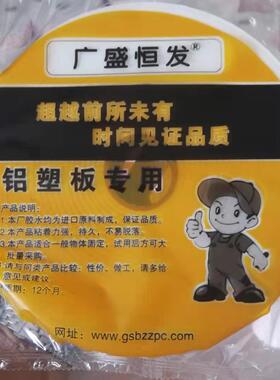 广盛恒发®
超越前所未有
时间见证品质
铝塑板专用
产品说明：
1.本厂胶水均为进口原料制成，保证品质。
2.本产品粘着力强，持久，不易脱落。
3.本产品适合一般物体固定，试用后方可大
批量采购。
4.请与同类产品比较：性价、做工，请多给
意见或建议
期：12个月。
网址：www.gsbzzpc.com